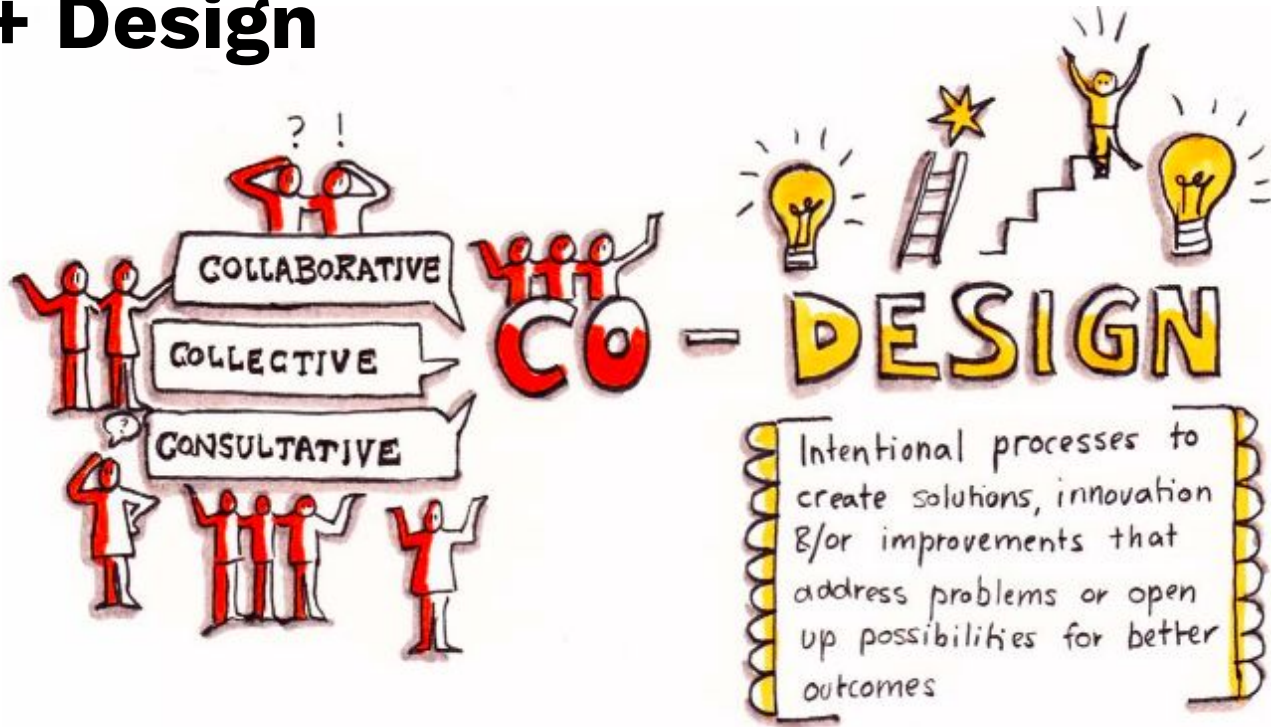 + Design
? !
COLLABORATIVE
COLLECTIVE
CONSULTATIVE
?
CO - DESIGN
Intentional processes to
create solutions, innovation
&/or improvements that
address problems or open
up possibilities for better
outcomes